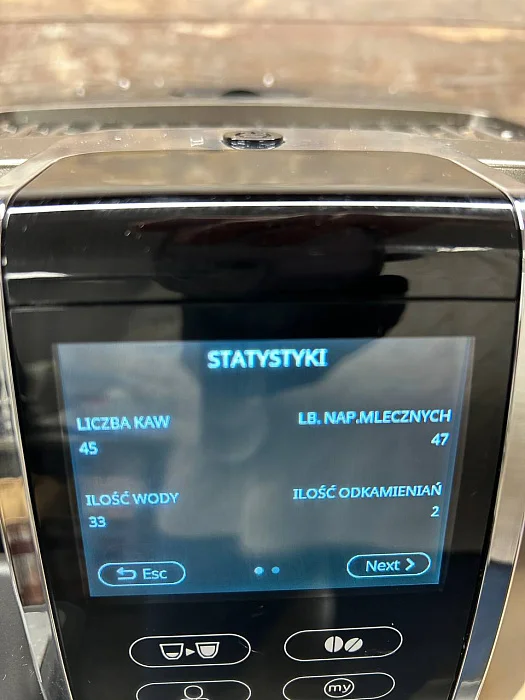 STATYSTYKI
LICZBA KAW
45
LB. NAP.MLECZNYCH
47
ILOŚĆ WODY
33
ILOŚĆ ODKAMIENIAŃ
2
Esc
Next
my